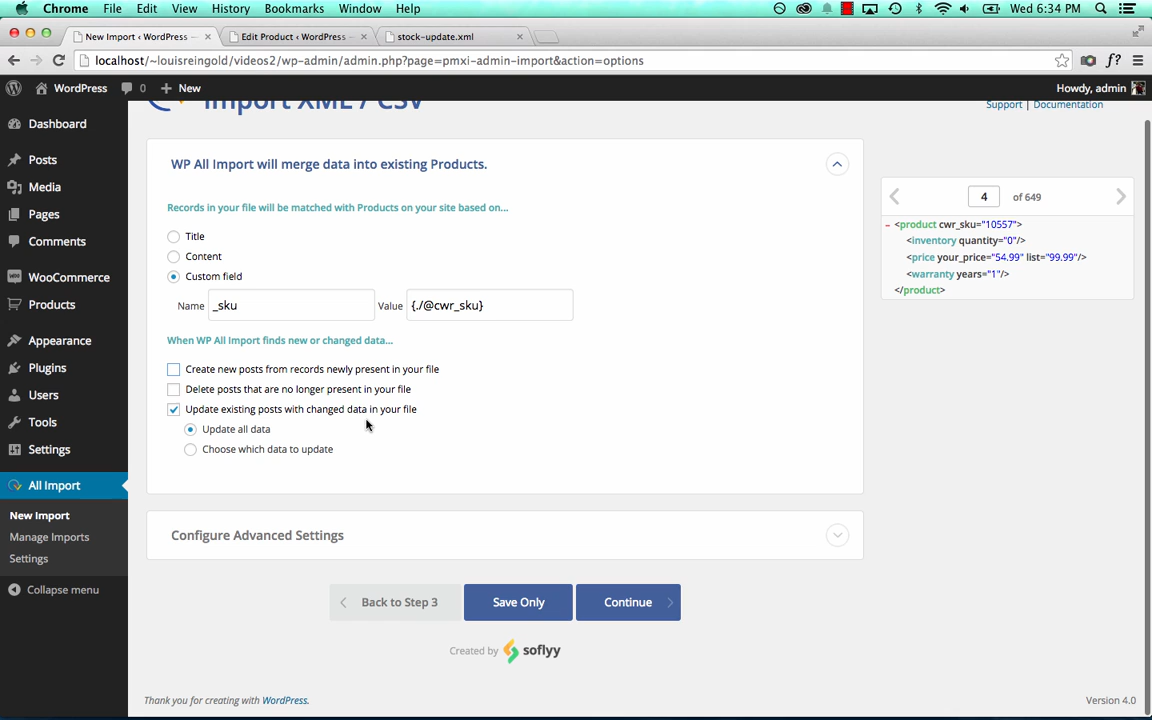 Chrome File Edit View History Bookmarks Window Help Wed 6:34 PM
New Import ‹ WordPress — × Edit Product ‹ WordPress — × stock-update.xml ×
localhost/~louisreingold/videos2/wp-admin/admin.php?page=pmxi-admin-import&action=options f?
WordPress 0 + New Howdy, admin
Import XML / CSV
Support | Documentation
Dashboard
Posts
Media
Pages
Comments
WooCommerce
Products
Appearance
Plugins
Users
Tools
Settings
All Import
New Import
Manage Imports
Settings
Collapse menu
WP All Import will merge data into existing Products.
Records in your file will be matched with Products on your site based on...
Title
Content
Custom field
Name _sku Value {./@cwr_sku}
When WP All Import finds new or changed data...
Create new posts from records newly present in your file
Delete posts that are no longer present in your file
Update existing posts with changed data in your file
Update all data
Choose which data to update
Configure Advanced Settings
Back to Step 3 Save Only Continue
Created by soflyy
4 of 649
<product cwr_sku="10557">
<inventory quantity="0"/>
<price your_price="54.99" list="99.99"/>
<warranty years="1"/>
</product>
Thank you for creating with WordPress. Version 4.0